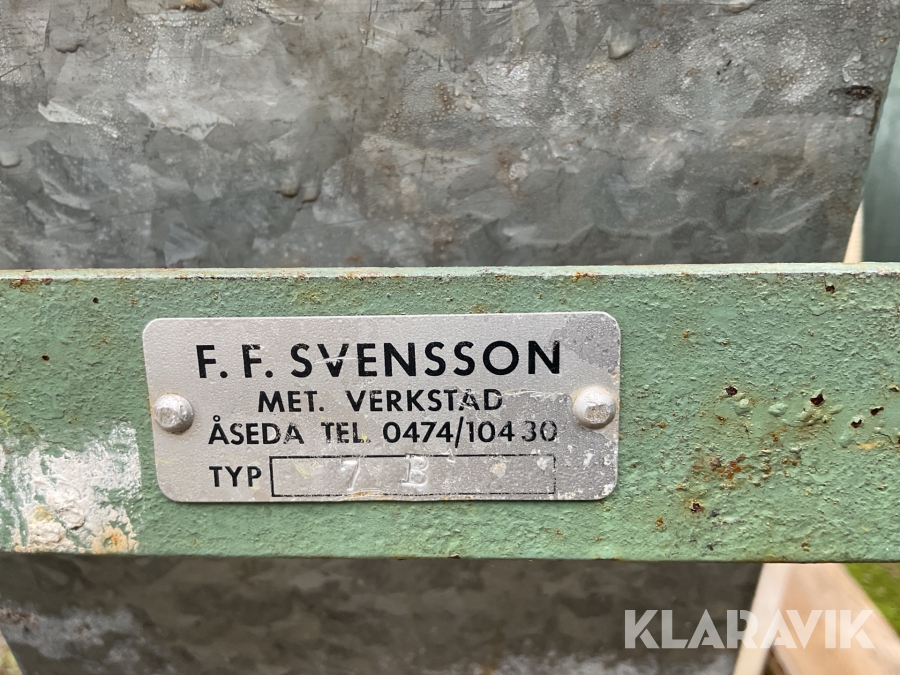 F. F. SVENSSON
MET. VERKSTAD
ÅSEDA TEL. 0474/104 30
TYP 7 B
KLARAVIK